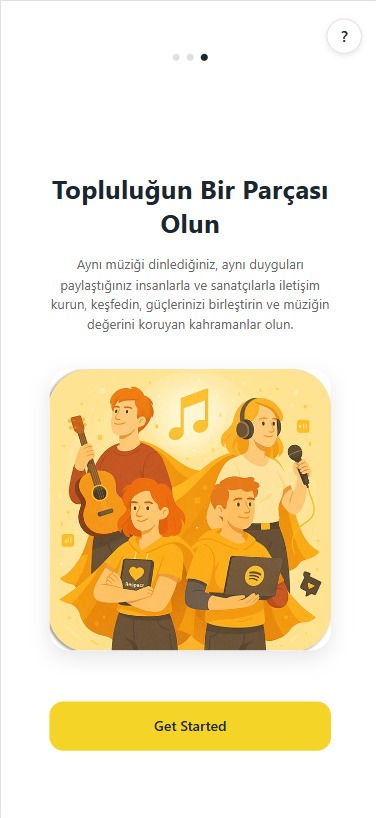 ?
Topluluğun Bir Parçası
Olun
Aynı müziği dinlediğiniz, aynı duyguları
paylaştığınız insanlarla ve sanatçılarla iletişim
kurun, keşfedin, güçlerinizi birleştirin ve müziğin
değerini koruyan kahramanlar olun.
Get Started